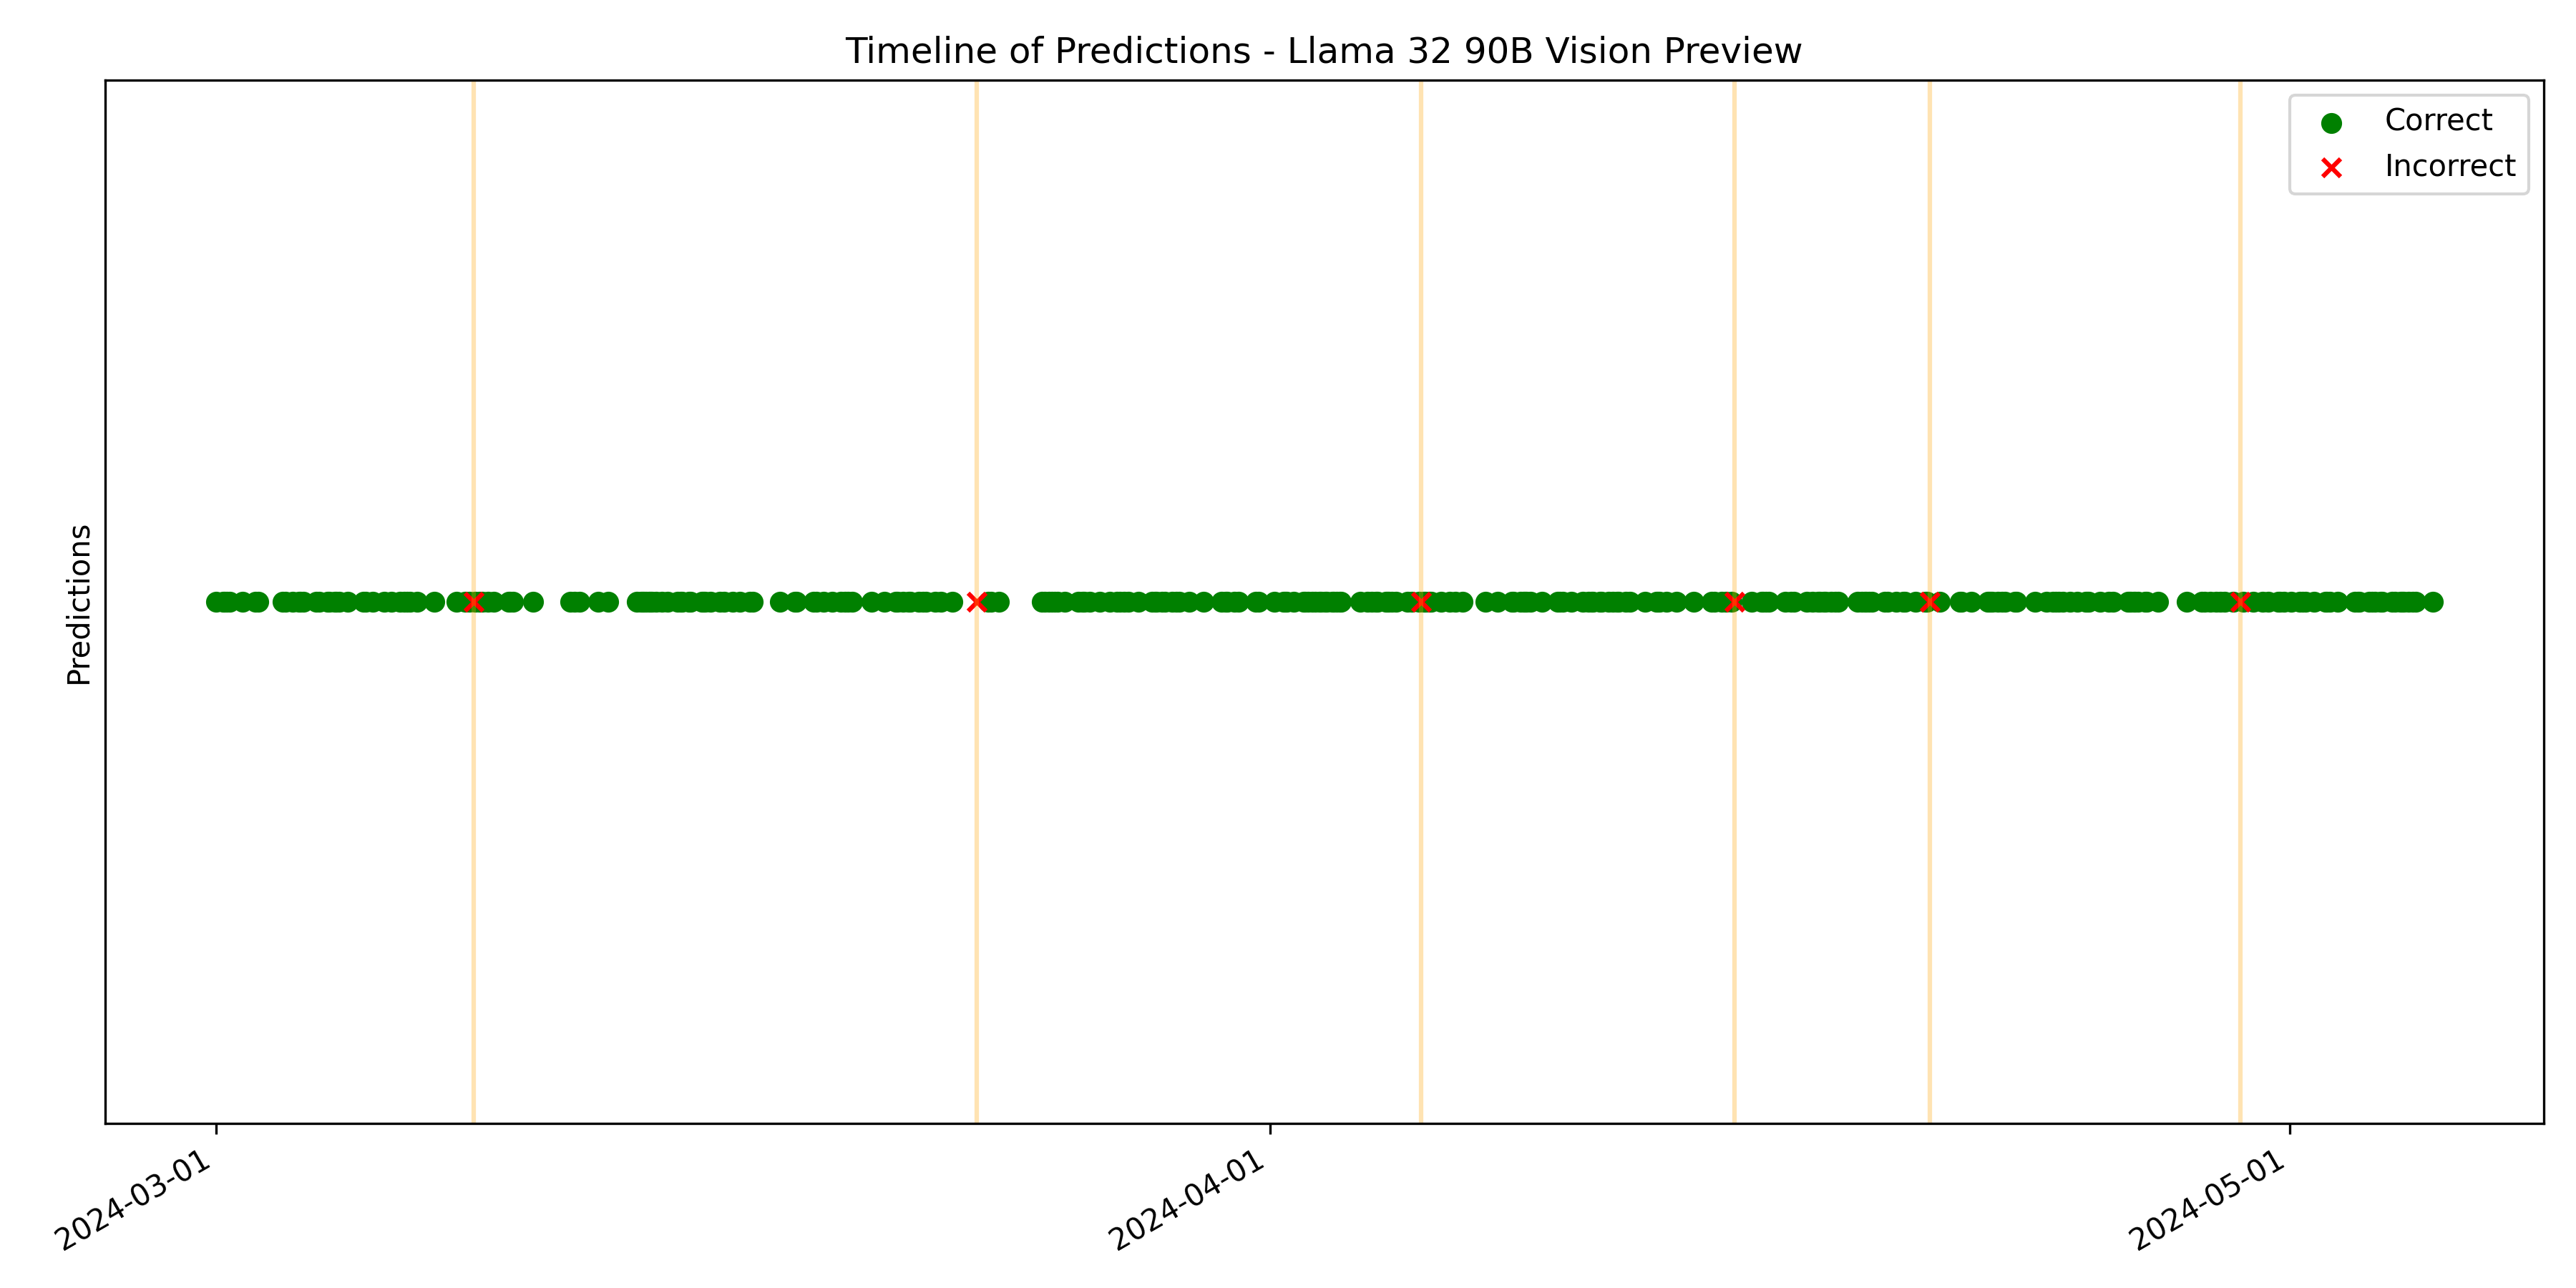 Timeline of Predictions - Llama 32 90B Vision Preview
Correct
Incorrect
Predictions
2024-03-01
2024-04-01
2024-05-01